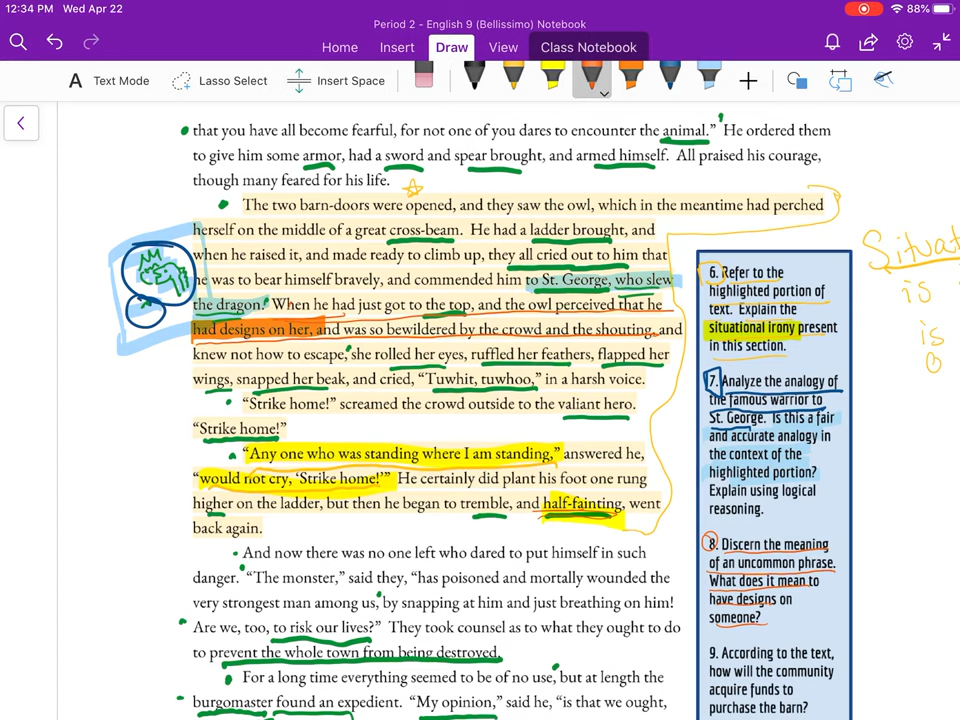 12:34 PM Wed Apr 22
88%
Period 2 - English 9 (Bellissimo) Notebook
Home Insert Draw View Class Notebook
A Text Mode Lasso Select Insert Space
that you have all become fearful, for not one of you dares to encounter the animal.” He ordered them
to give him some armor, had a sword and spear brought, and armed himself. All praised his courage,
though many feared for his life.
The two barn-doors were opened, and they saw the owl, which in the meantime had perched
herself on the middle of a great cross-beam. He had a ladder brought, and
when he raised it, and made ready to climb up, they all cried out to him that
he was to bear himself bravely, and commended him to St. George, who slew
the dragon. When he had just got to the top, and the owl perceived that he
had designs on her, and was so bewildered by the crowd and the shouting, and
knew not how to escape, she rolled her eyes, ruffled her feathers, flapped her
wings, snapped her beak, and cried, “Tuwhit, tuwhoo,” in a harsh voice.
“Strike home!” screamed the crowd outside to the valiant hero.
“Strike home!”
“Any one who was standing where I am standing,” answered he,
“would not cry, ‘Strike home!’” He certainly did plant his foot one rung
higher on the ladder, but then he began to tremble, and half-fainting, went
back again.
And now there was no one left who dared to put himself in such
danger. “The monster,” said they, “has poisoned and mortally wounded the
very strongest man among us, by snapping at him and just breathing on him!
Are we, too, to risk our lives?” They took counsel as to what they ought to do
to prevent the whole town from being destroyed.
For a long time everything seemed to be of no use, but at length the
burgomaster found an expedient. “My opinion,” said he, “is that we ought,
6. Refer to the
highlighted portion of
text. Explain the
situational irony present
in this section.
7. Analyze the analogy of
the famous warrior to
St. George. Is this a fair
and accurate analogy in
the context of the
highlighted portion?
Explain using logical
reasoning.
8. Discern the meaning
of an uncommon phrase.
What does it mean to
have designs on
someone?
9. According to the text,
how will the community
acquire funds to
purchase the barn?
Situat
is
is